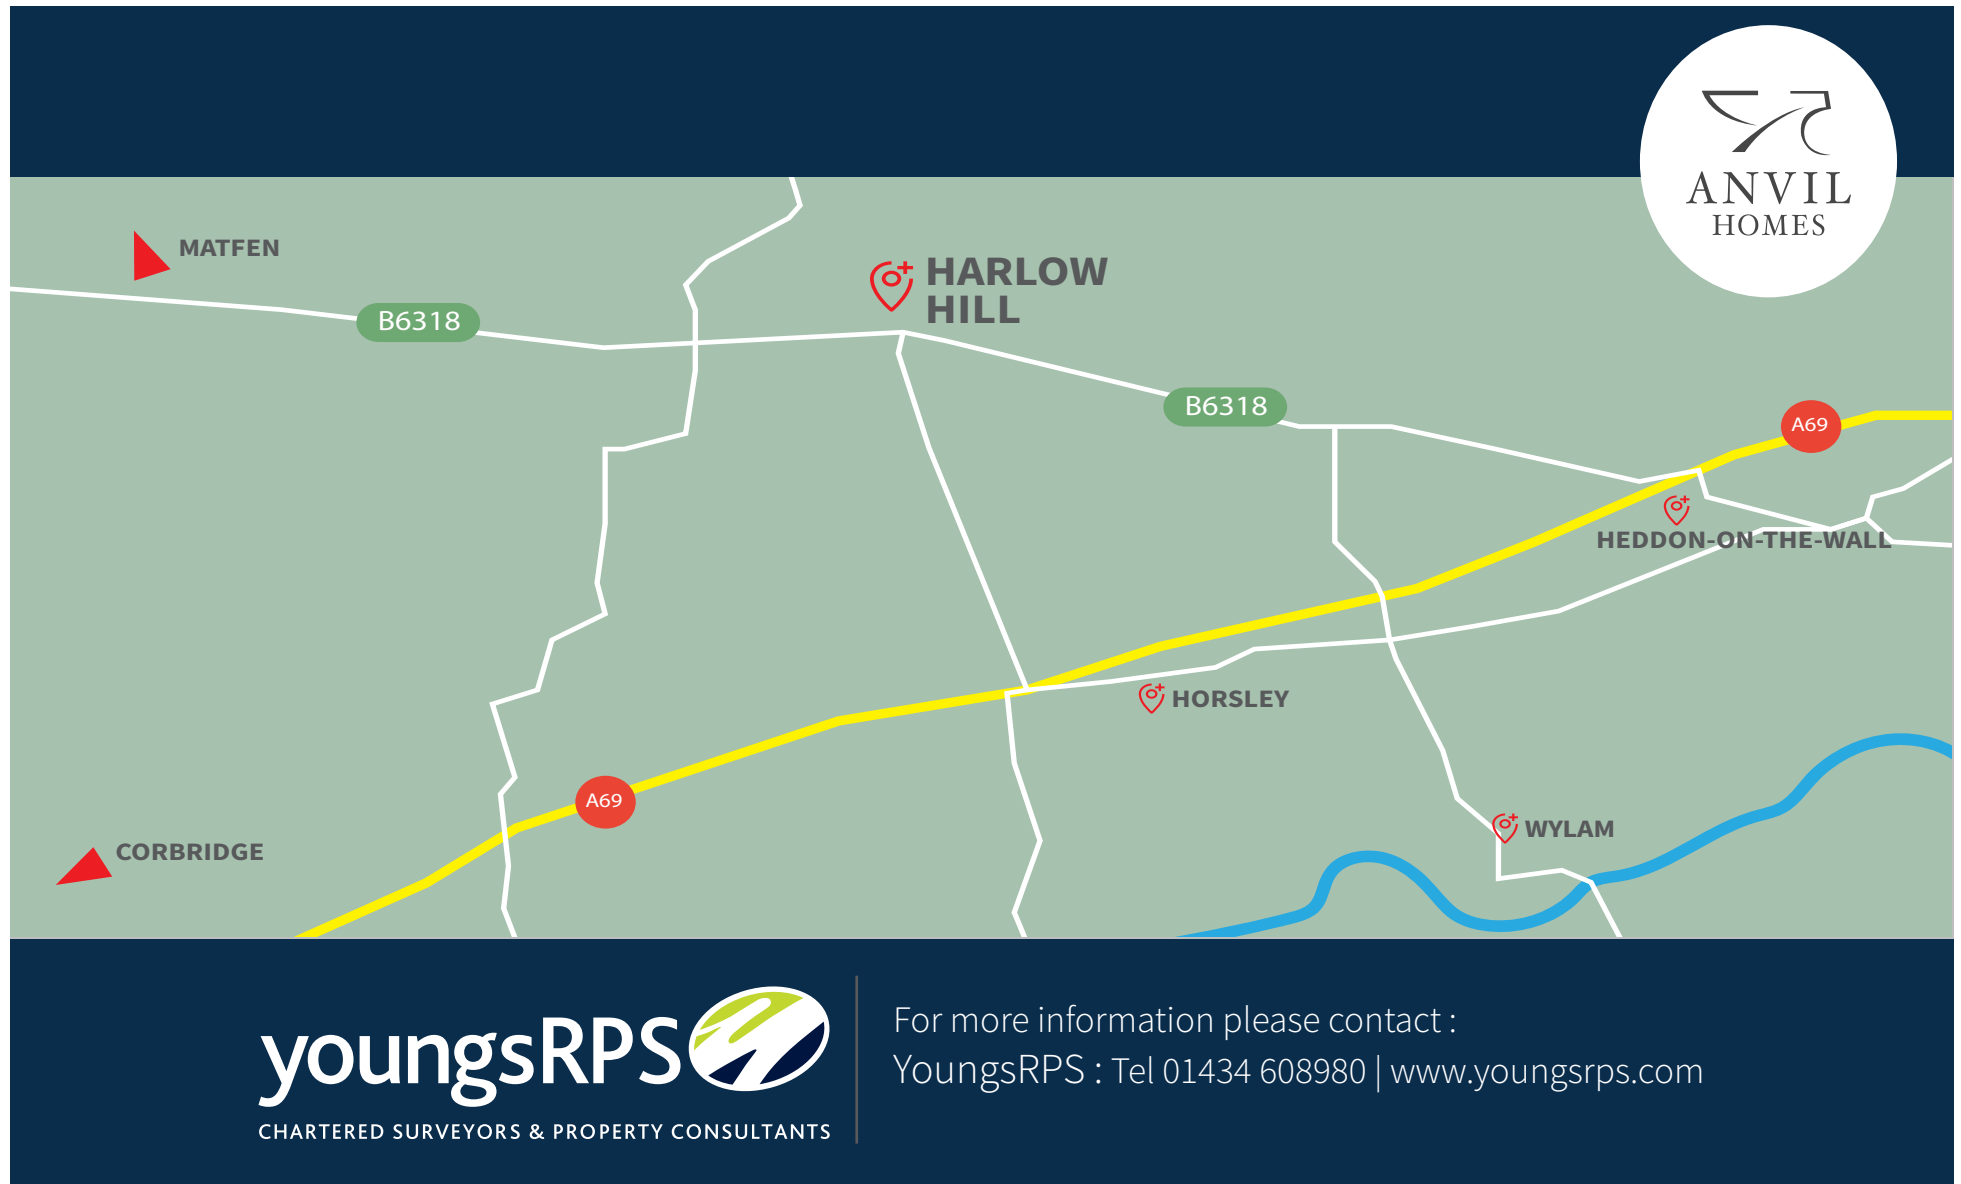 ANVIL
HOMES
MATFEN
HARLOW
HILL
B6318
B6318
A69
HEDDON-ON-THE-WALL
HORSLEY
A69
WYLAM
CORBRIDGE
youngsRPS
CHARTERED SURVEYORS & PROPERTY CONSULTANTS
For more information please contact :
YoungsRPS : Tel 01434 608980 | www.youngsrps.com